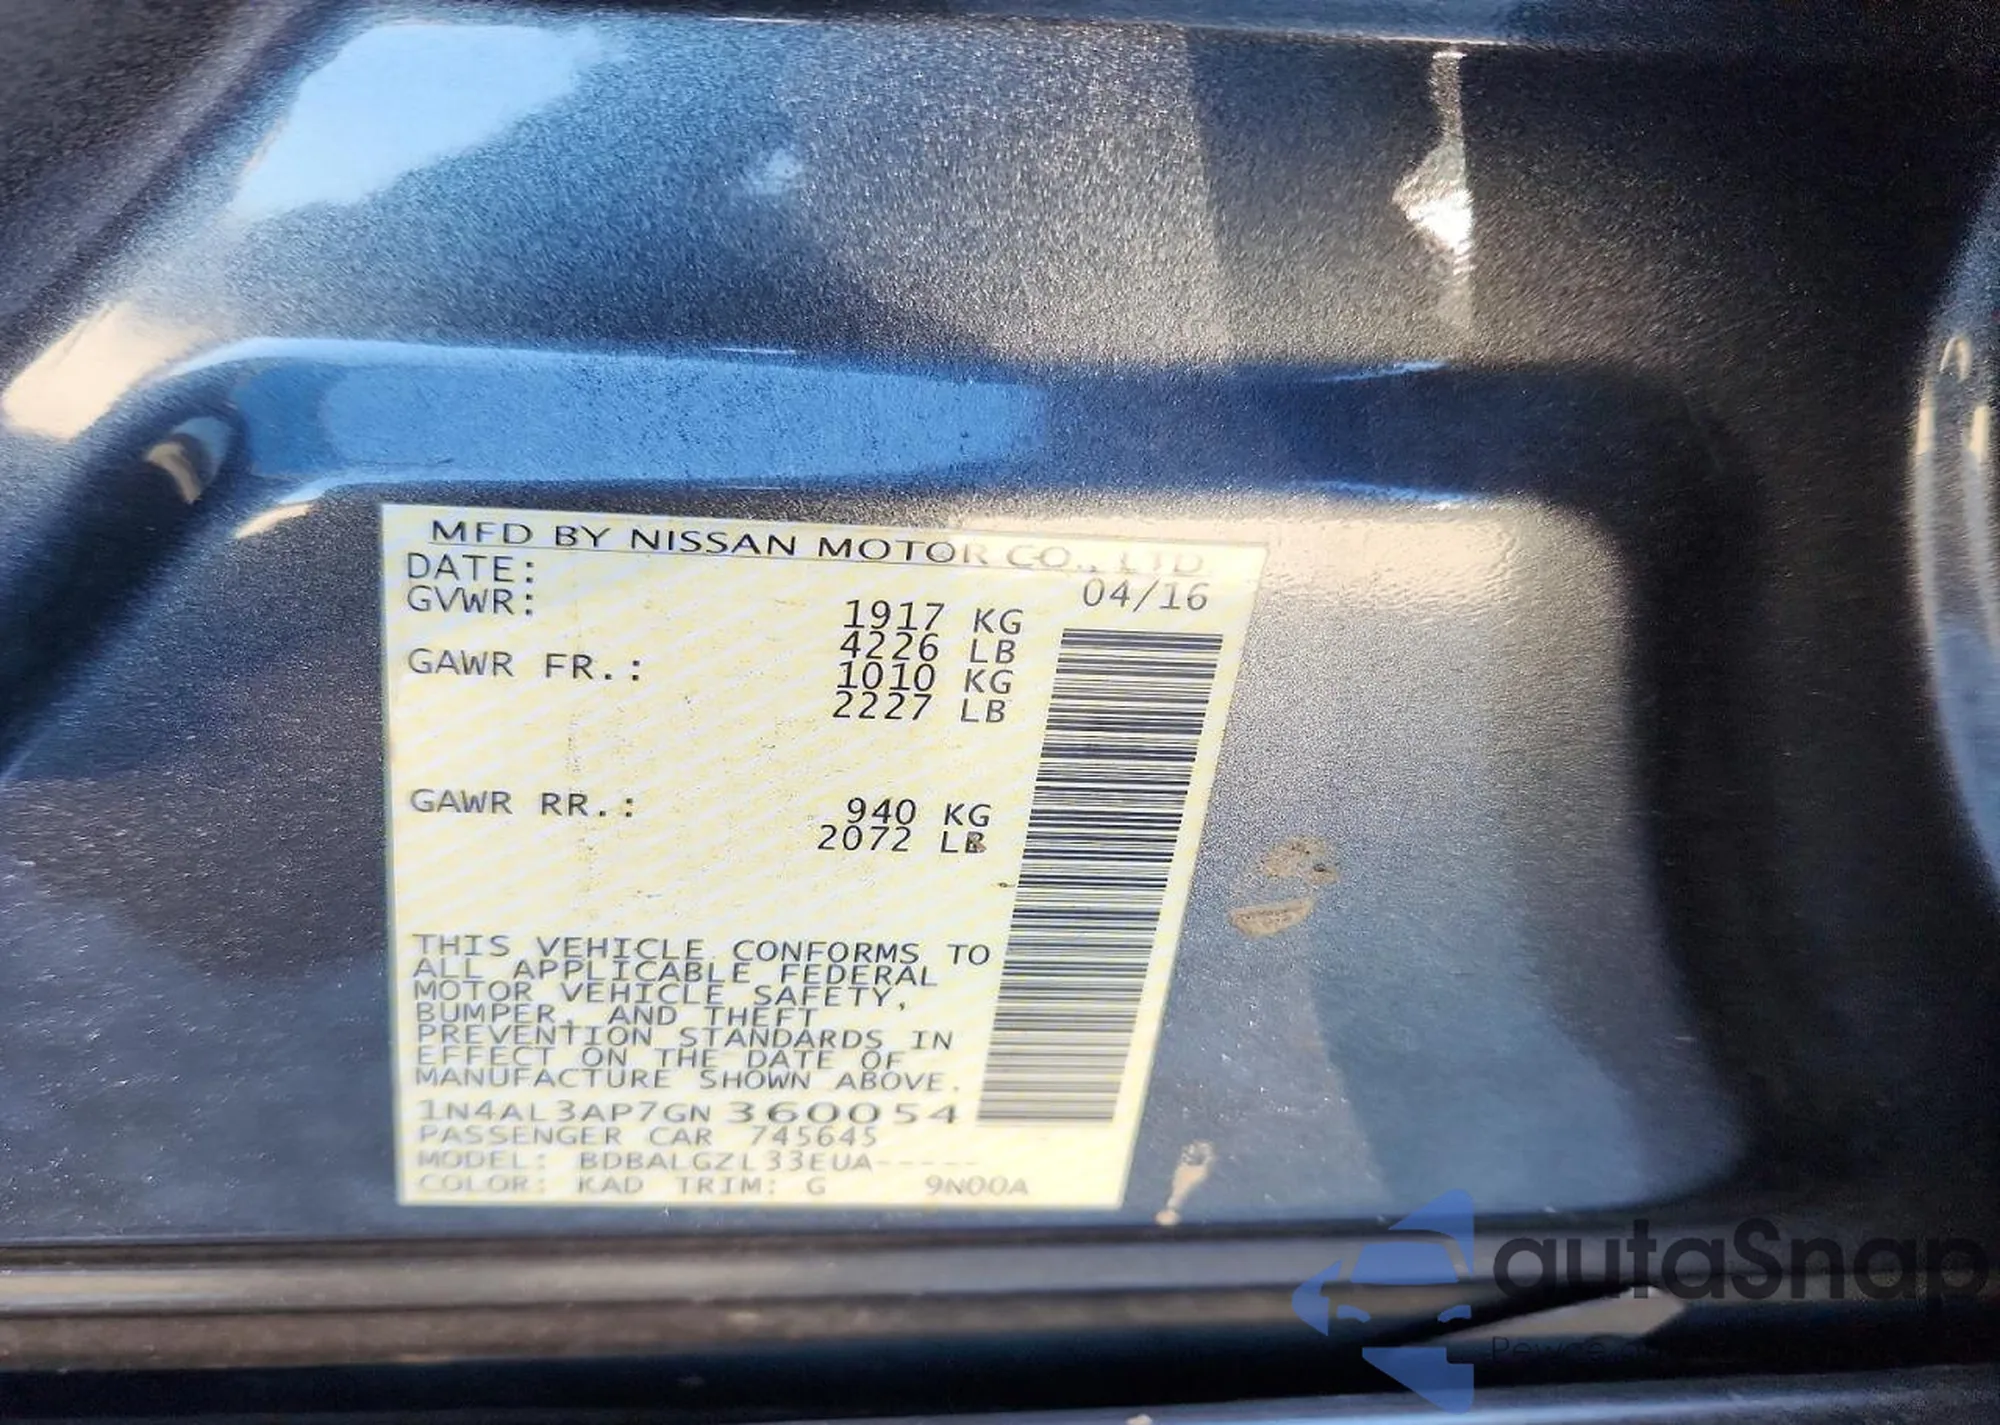 MFD BY NISSAN MOTOR CO., LTD
DATE: 04/16
GVWR: 1917 KG
4226 LB
GAWR FR.: 1010 KG
2227 LB
GAWR RR.: 940 KG
2072 LB
THIS VEHICLE CONFORMS TO
ALL APPLICABLE FEDERAL
MOTOR VEHICLE SAFETY,
BUMPER, AND THEFT
PREVENTION STANDARDS IN
EFFECT ON THE DATE OF
MANUFACTURE SHOWN ABOVE.
1N4AL3AP7GN360054
PASSENGER CAR 745645
MODEL: BDBALGZL33EUA-----
COLOR: KAD TRIM: G 9N00A
autaSnap